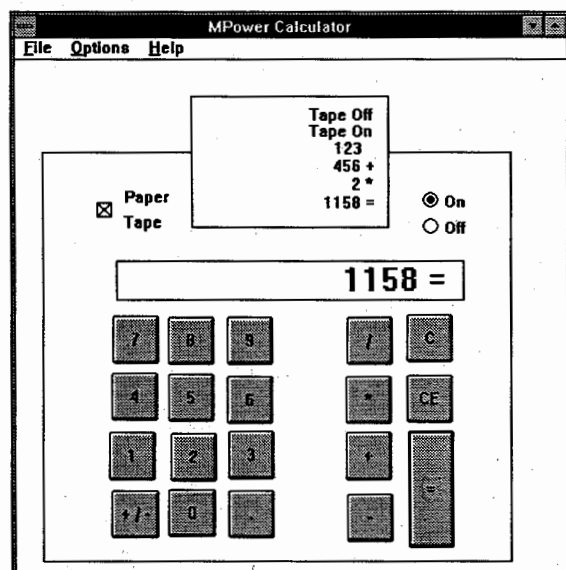 MPower Calculator
File Options Help
Tape Off
Tape On
123
456 +
2 *
1158 =
Paper
Tape
On
Off
1158 =
7 8 9 / C
4 5 6 * CE
1 2 3 + =
+/- 0 . -